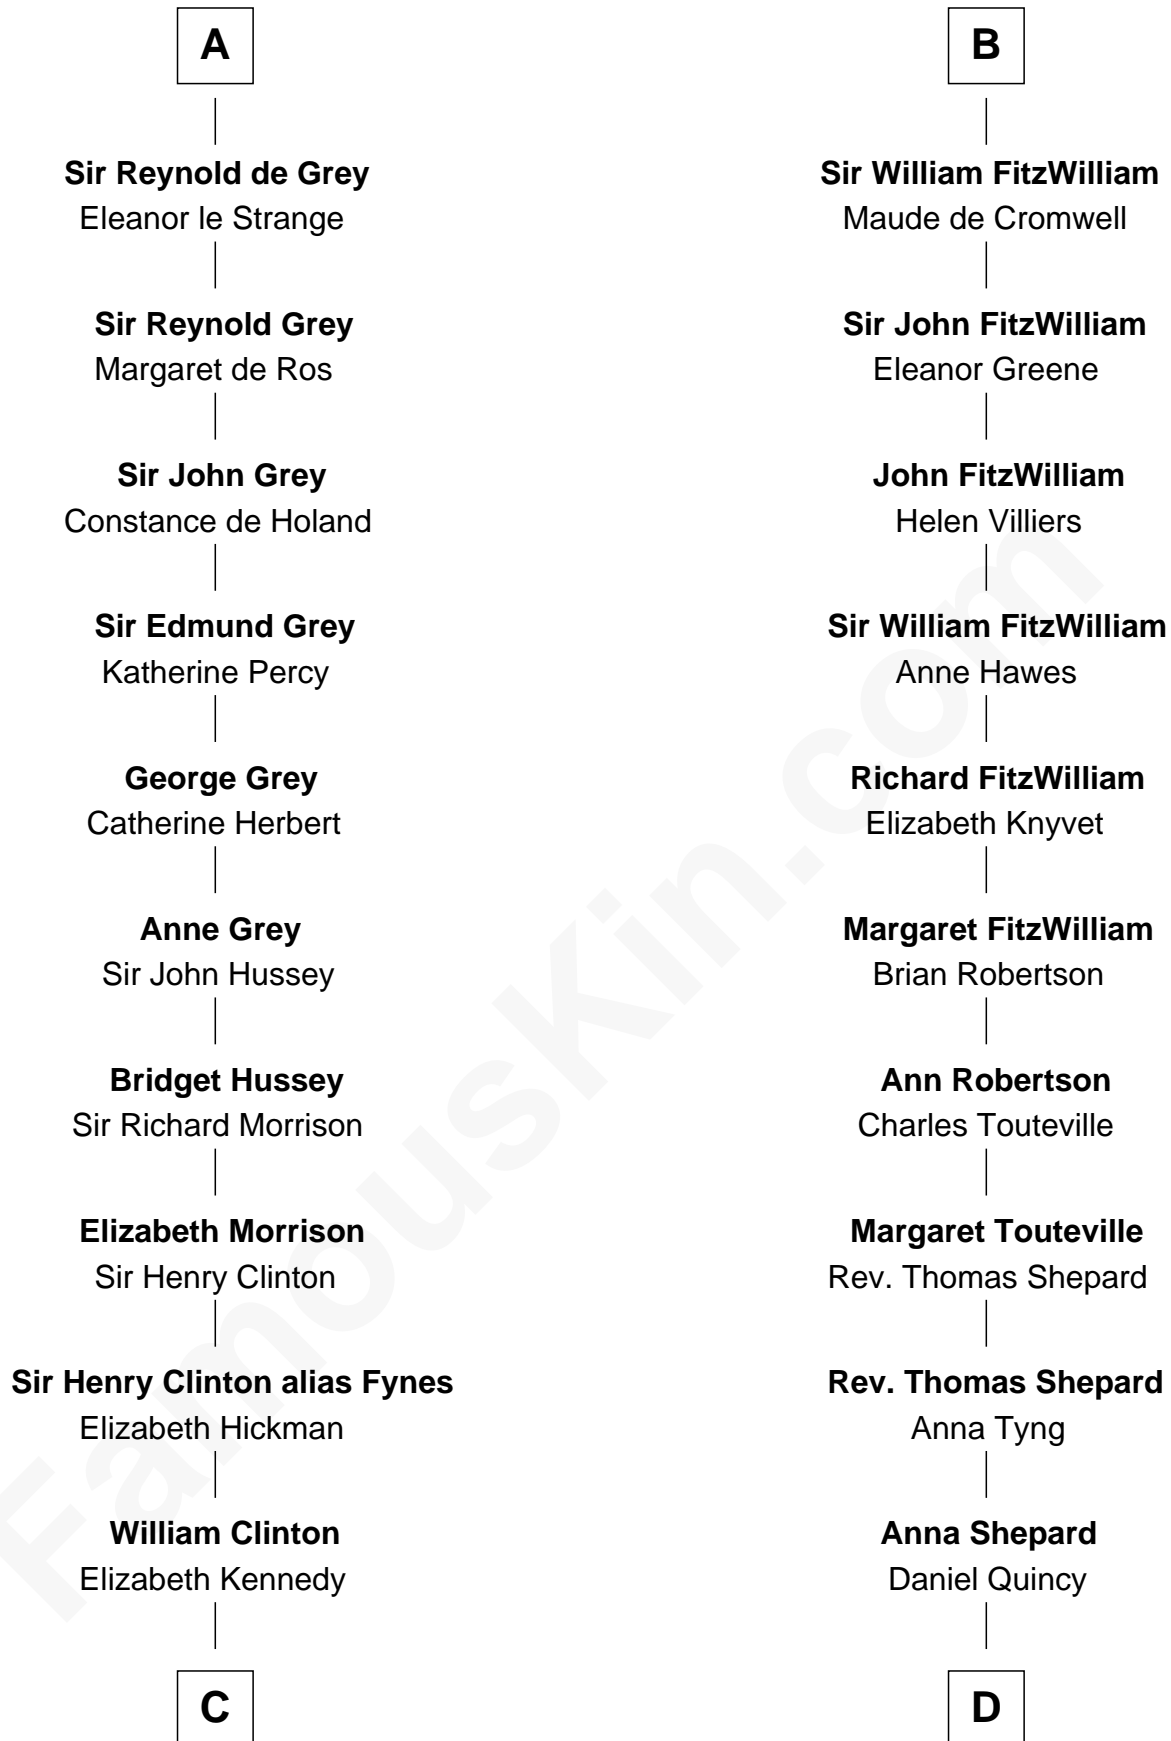 A
Sir Reynold de Grey
Eleanor le Strange
Sir Reynold Grey
Margaret de Ros
Sir John Grey
Constance de Holand
Sir Edmund Grey
Katherine Percy
George Grey
Catherine Herbert
Anne Grey
Sir John Hussey
Bridget Hussey
Sir Richard Morrison
Elizabeth Morrison
Sir Henry Clinton
Sir Henry Clinton alias Fynes
Elizabeth Hickman
William Clinton
Elizabeth Kennedy
C
B
Sir William FitzWilliam
Maude de Cromwell
Sir John FitzWilliam
Eleanor Greene
John FitzWilliam
Helen Villiers
Sir William FitzWilliam
Anne Hawes
Richard FitzWilliam
Elizabeth Knyvet
Margaret FitzWilliam
Brian Robertson
Ann Robertson
Charles Touteville
Margaret Touteville
Rev. Thomas Shepard
Rev. Thomas Shepard
Anna Tyng
Anna Shepard
Daniel Quincy
D
FamousKin.com